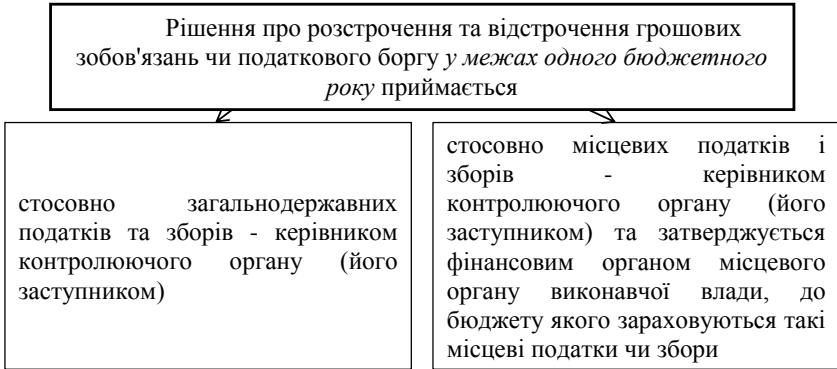 Рішення про розстрочення та відстрочення грошових
зобов'язань чи податкового боргу у межах одного бюджетного
року приймається
стосовно загальнодержавних
податків та зборів - керівником
контролюючого органу (його
заступником)
стосовно місцевих податків і
зборів - керівником
контролюючого органу (його
заступником) та затверджується
фінансовим органом місцевого
органу виконавчої влади, до
бюджету якого зараховуються такі
місцеві податки чи збори